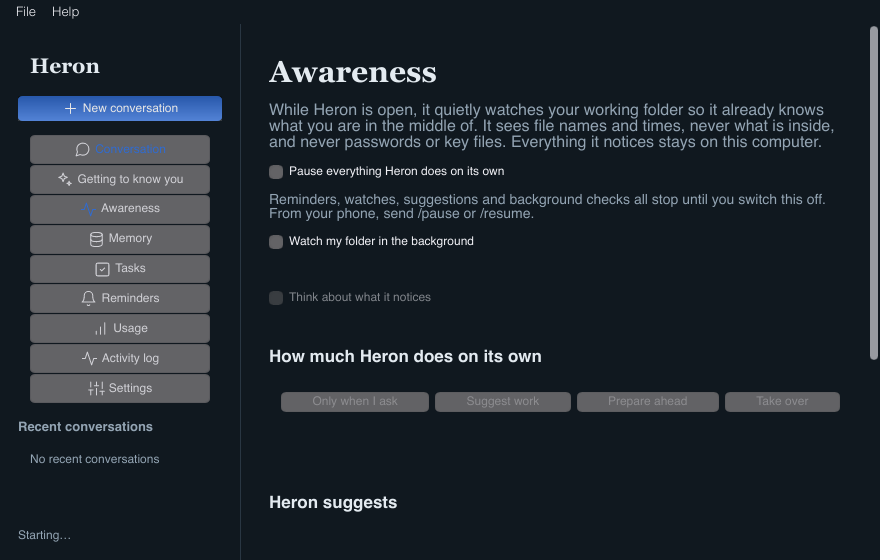 File Help
Heron
New conversation
Conversation
Getting to know you
Awareness
Memory
Tasks
Reminders
Usage
Activity log
Settings
Recent conversations
No recent conversations
Starting…
Awareness
While Heron is open, it quietly watches your working folder so it already knows
what you are in the middle of. It sees file names and times, never what is inside,
and never passwords or key files. Everything it notices stays on this computer.
Pause everything Heron does on its own
Reminders, watches, suggestions and background checks all stop until you switch this off.
From your phone, send /pause or /resume.
Watch my folder in the background
Think about what it notices
How much Heron does on its own
Only when I ask Suggest work Prepare ahead Take over
Heron suggests